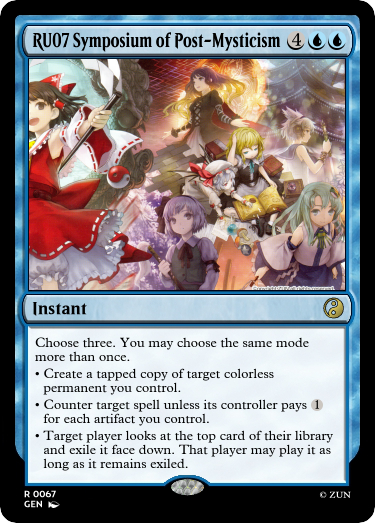 RU07 Symposium of Post-Mysticism 4
Instant
Choose three. You may choose the same mode
more than once.
• Create a tapped copy of target colorless
permanent you control.
• Counter target spell unless its controller pays 1
for each artifact you control.
• Target player looks at the top card of their library
and exile it face down. That player may play it as
long as it remains exiled.
R 0067
GEN
© ZUN